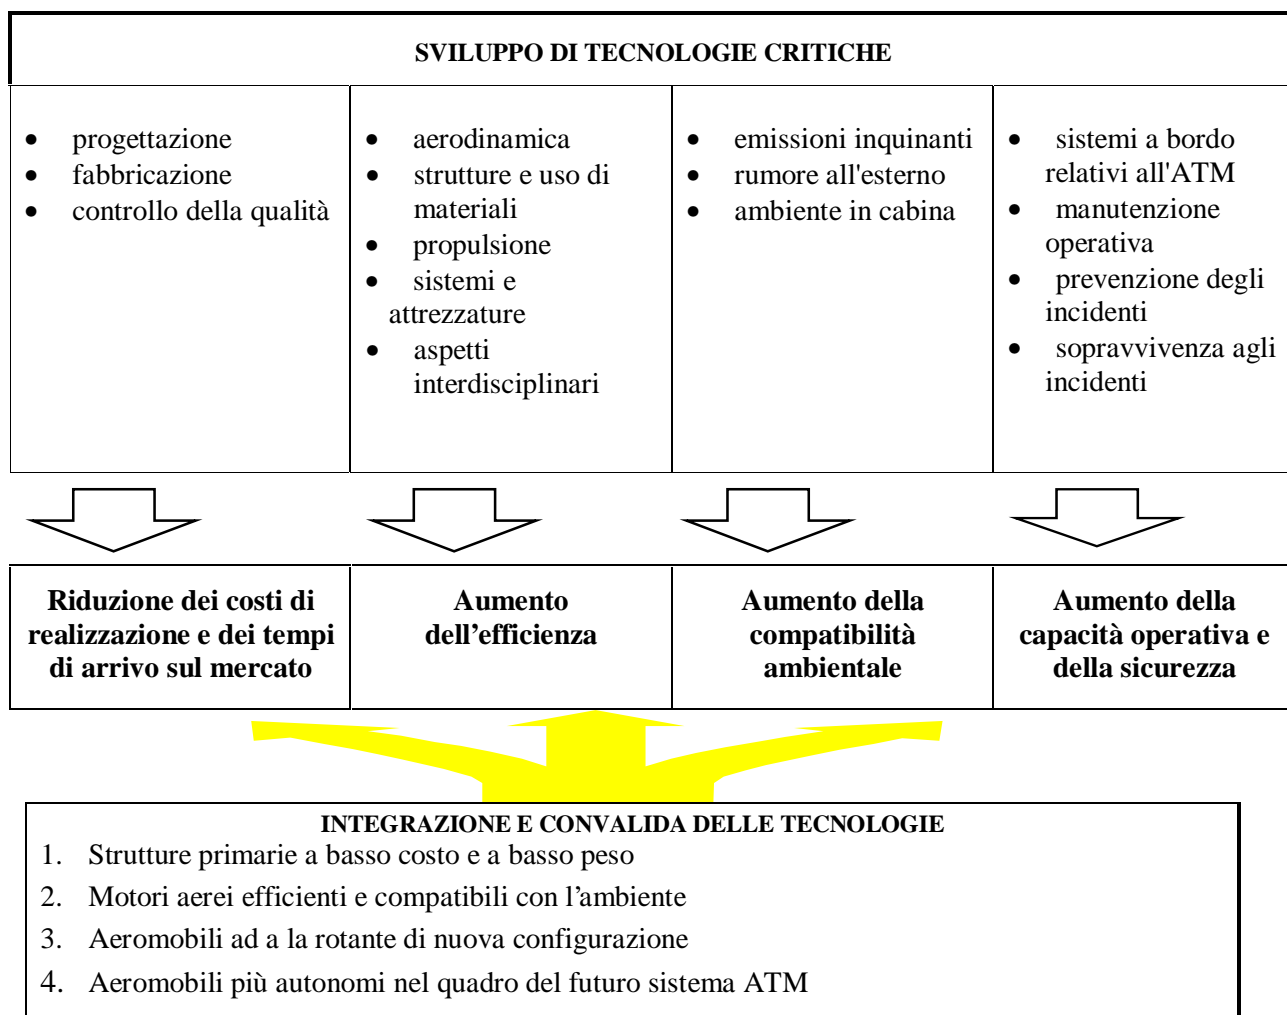 SVILUPPO DI TECNOLOGIE CRITICHE
• progettazione
• fabbricazione
• controllo della qualità
• aerodinamica
• strutture e uso di
materiali
• propulsione
• sistemi e
attrezzature
• aspetti
interdisciplinari
• emissioni inquinanti
• rumore all'esterno
• ambiente in cabina
• sistemi a bordo
relativi all'ATM
• manutenzione
operativa
• prevenzione degli
incidenti
• sopravvivenza agli
incidenti
Riduzione dei costi di
realizzazione e dei tempi
di arrivo sul mercato
Aumento
dell’efficienza
Aumento della
compatibilità
ambientale
Aumento della
capacità operativa e
della sicurezza
INTEGRAZIONE E CONVALIDA DELLE TECNOLOGIE
1. Strutture primarie a basso costo e a basso peso
2. Motori aerei efficienti e compatibili con l’ambiente
3. Aeromobili ad a la rotante di nuova configurazione
4. Aeromobili più autonomi nel quadro del futuro sistema ATM